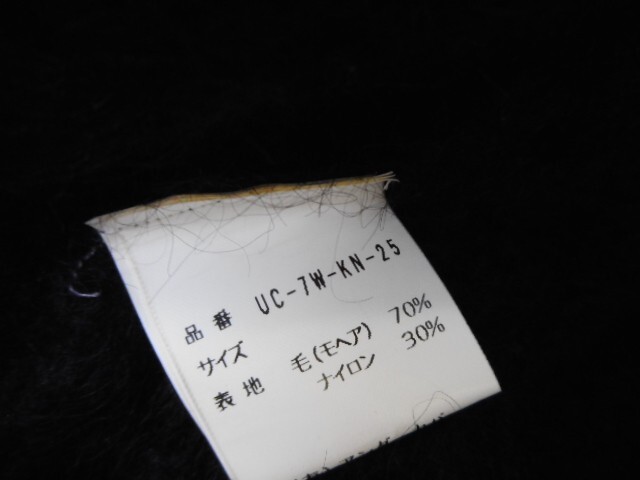 品番 UC-7W-KN-25
サイズ
表地 毛(モヘア) 70%
ナイロン 30%